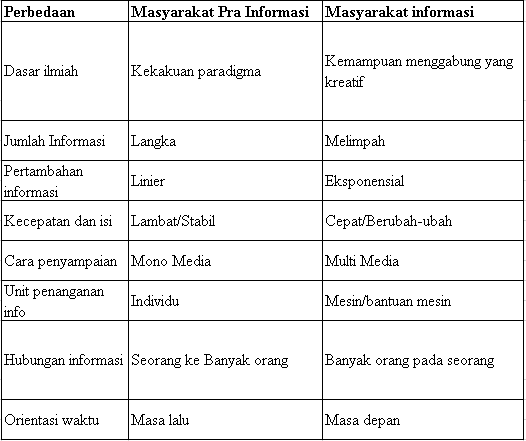 Perbedaan Masyarakat Pra Informasi Masyarakat informasi
Dasar ilmiah Kekakuan paradigma Kemampuan menggabung yang
kreatif
Jumlah Informasi Langka Melimpah
Pertambahan
informasi Linier Eksponensial
Kecepatan dan isi Lambat/Stabil Cepat/Berubah-ubah
Cara penyampaian Mono Media Multi Media
Unit penanganan
info Individu Mesin/bantuan mesin
Hubungan informasi Seorang ke Banyak orang Banyak orang pada seorang
Orientasi waktu Masa lalu Masa depan